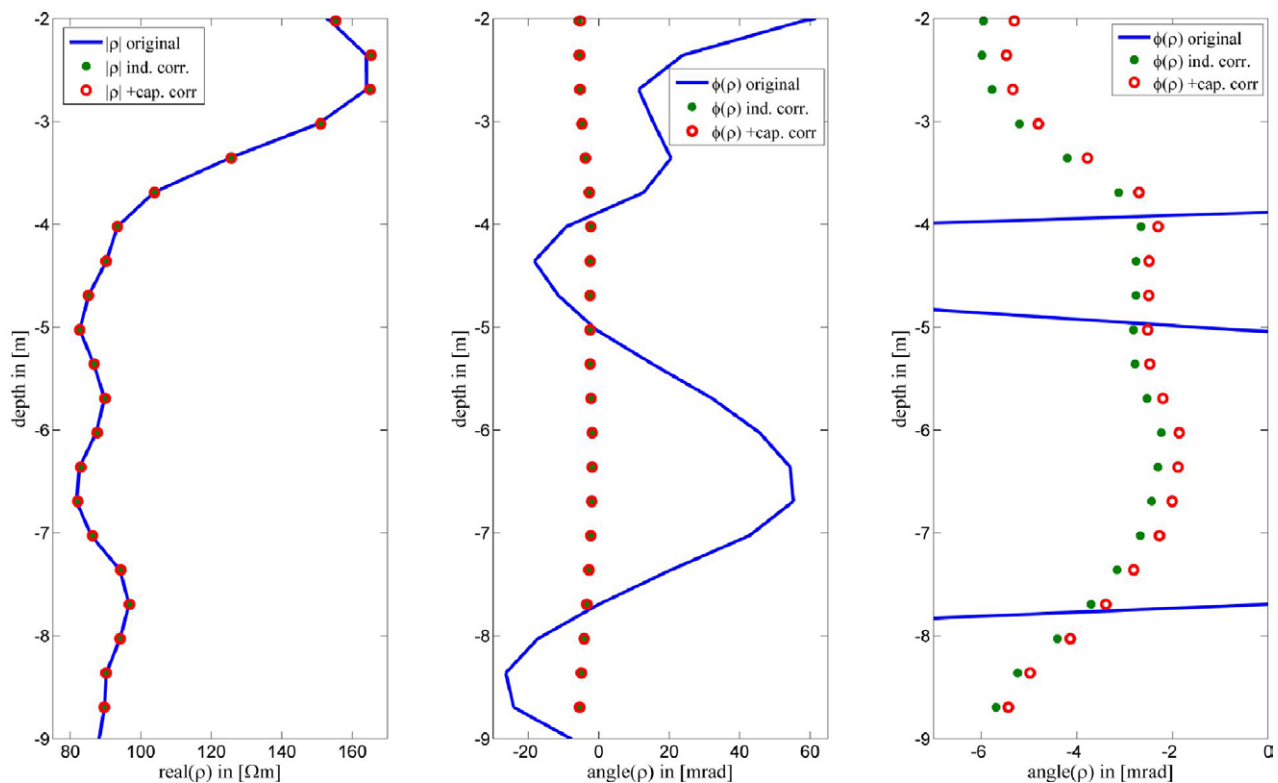 -2
-3
-4
-5
-6
-7
-8
-9
depth in [m]
80
100
120
140
160
real(ρ) in [Ωm]
|ρ| original
|ρ| ind. corr.
|ρ| +cap. corr
-2
-3
-4
-5
-6
-7
-8
-9
depth in [m]
-20
0
20
40
60
angle(ρ) in [mrad]
ϕ(ρ) original
ϕ(ρ) ind. corr.
ϕ(ρ) +cap. corr
-2
-3
-4
-5
-6
-7
-8
-9
depth in [m]
-6
-4
-2
0
angle(ρ) in [mrad]
ϕ(ρ) original
ϕ(ρ) ind. corr.
ϕ(ρ) +cap. corr